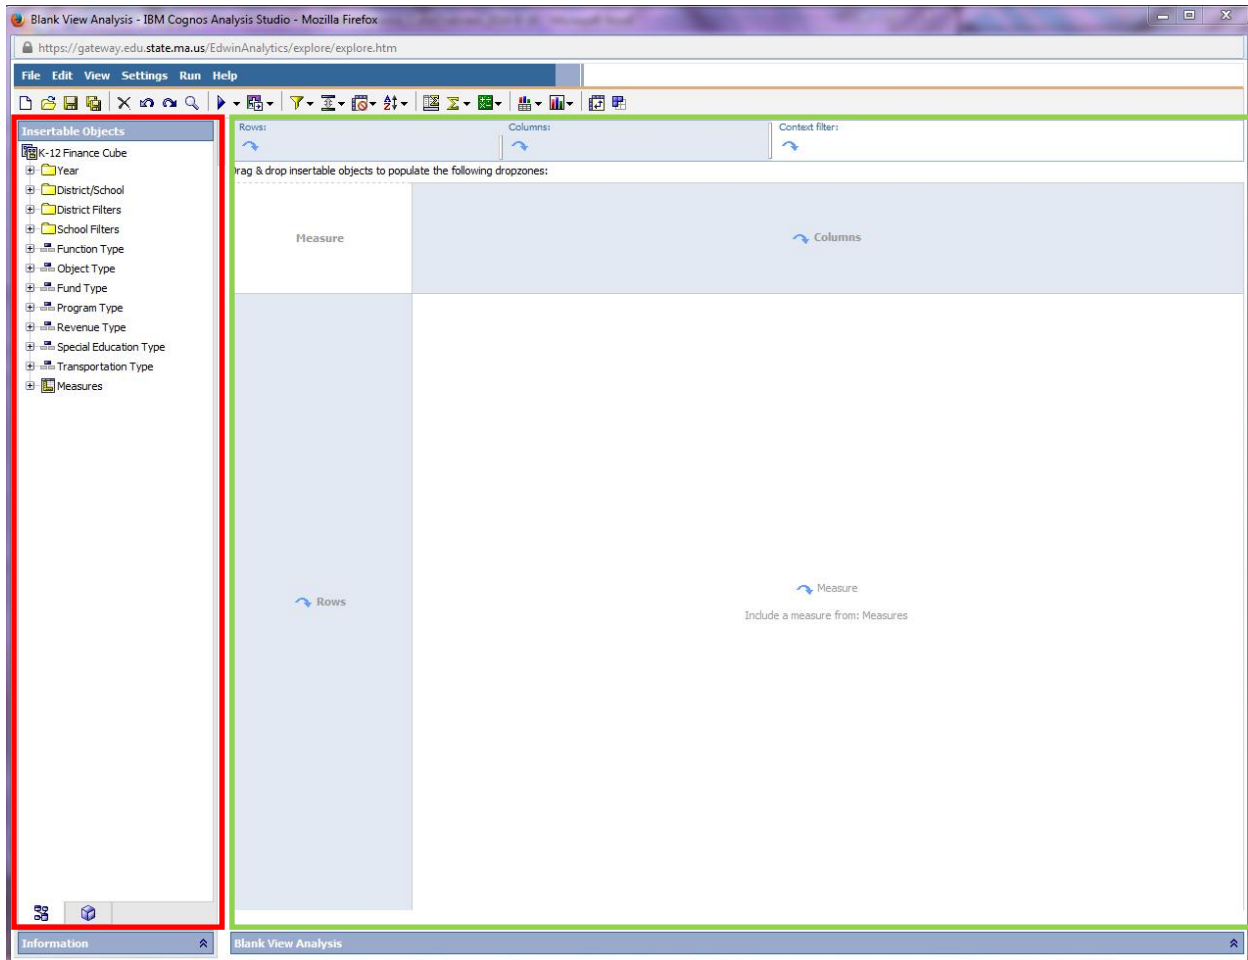 Blank View Analysis - IBM Cognos Analysis Studio - Mozilla Firefox
https://gateway.edu.state.ma.us/EdwinAnalytics/explore/explore.htm
File Edit View Settings Run Help
Insertable Objects
K-12 Finance Cube
Year
District/School
District Filters
School Filters
Function Type
Object Type
Fund Type
Program Type
Revenue Type
Special Education Type
Transportation Type
Measures
Information
Rows:
Columns:
Context filter:
rag & drop insertable objects to populate the following dropzones:
Measure
Columns
Rows
Measure
Include a measure from: Measures
Blank View Analysis